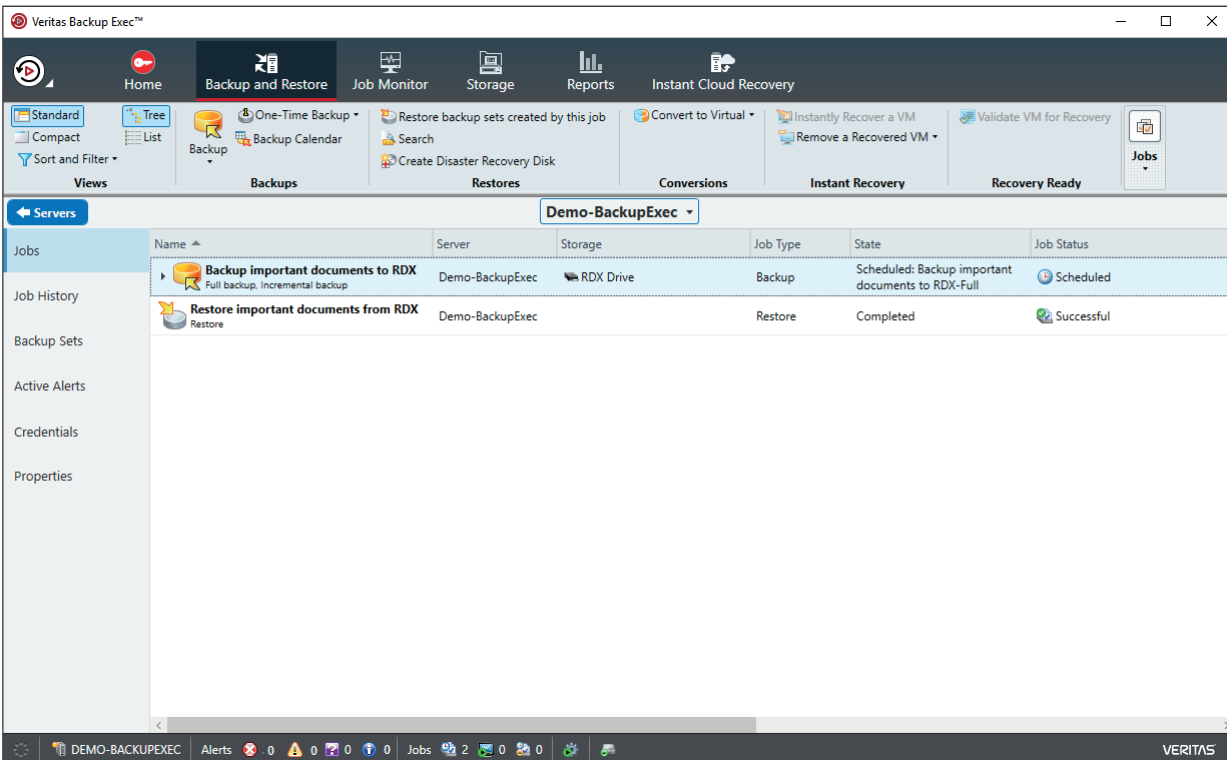 Veritas Backup Exec™
Home
Backup and Restore
Job Monitor
Storage
Reports
Instant Cloud Recovery
Standard
Compact
Sort and Filter
Tree
List
Views
Backup
One-Time Backup
Backup Calendar
Backups
Restore backup sets created by this job
Search
Create Disaster Recovery Disk
Restores
Convert to Virtual
Conversions
Instantly Recover a VM
Remove a Recovered VM
Instant Recovery
Validate VM for Recovery
Recovery Ready
Jobs
Servers
Demo-BackupExec
Jobs
Job History
Backup Sets
Active Alerts
Credentials
Properties
Name Server Storage Job Type State Job Status
Backup important documents to RDX
Full backup, Incremental backup
Demo-BackupExec
RDX Drive
Backup
Scheduled: Backup important
documents to RDX-Full
Scheduled
Restore important documents from RDX
Restore
Demo-BackupExec
Restore
Completed
Successful
DEMO-BACKUPEXEC Alerts 0 0 0 0 Jobs 2 0 0
VERITAS